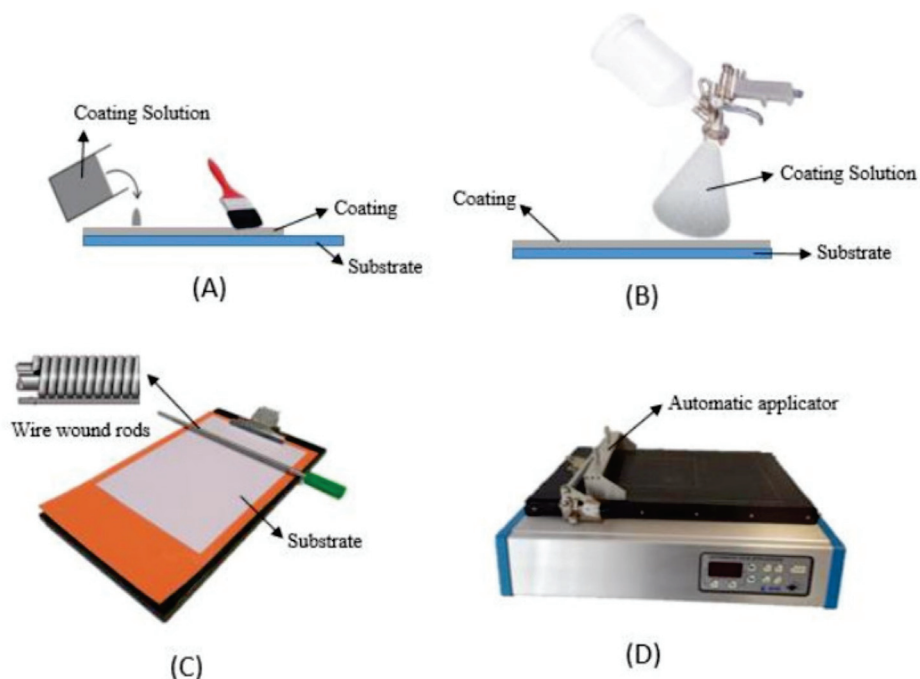 Coating Solution
Coating
Substrate
(A)
Coating Solution
Coating
Substrate
(B)
Wire wound rods
Substrate
(C)
Automatic applicator
(D)